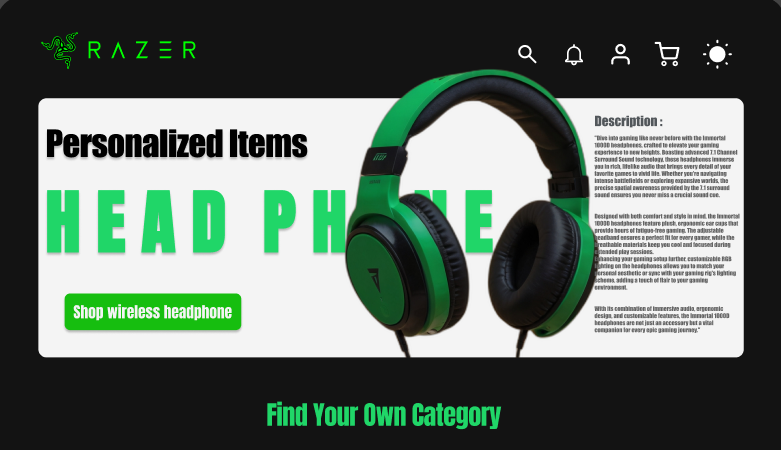 RAZER
Personalized Items
HEAD PH NE
Shop wireless headphone
Description :
"Dive into gaming like never before with the Immortal
1000D headphones, crafted to elevate your gaming
experience to new heights. Boasting advanced 7.1 Channel
Surround Sound technology, these headphones immerse
you in rich, lifelike audio that brings every detail of your
favorite games to vivid life. Whether you're navigating
intense battlefields or exploring expansive worlds, the
precise spatial awareness provided by the 7.1 surround
sound ensures you never miss a crucial sound cue.
Designed with both comfort and style in mind, the Immortal
1000D headphones feature plush, ergonomic ear cups that
provide hours of fatigue-free gaming. The adjustable
headband ensures a perfect fit for every gamer, while the
breathable materials keep you cool and focused during
extended play sessions.
Enhancing your gaming setup further, customizable RGB
lighting on the headphones allows you to match your
personal aesthetic or sync with your gaming rig's lighting
scheme, adding a touch of flair to your gaming
environment.
With its combination of immersive audio, ergonomic
design, and customizable features, the Immortal 1000D
headphones are not just an accessory but a vital
companion for every epic gaming journey."
Find Your Own Category